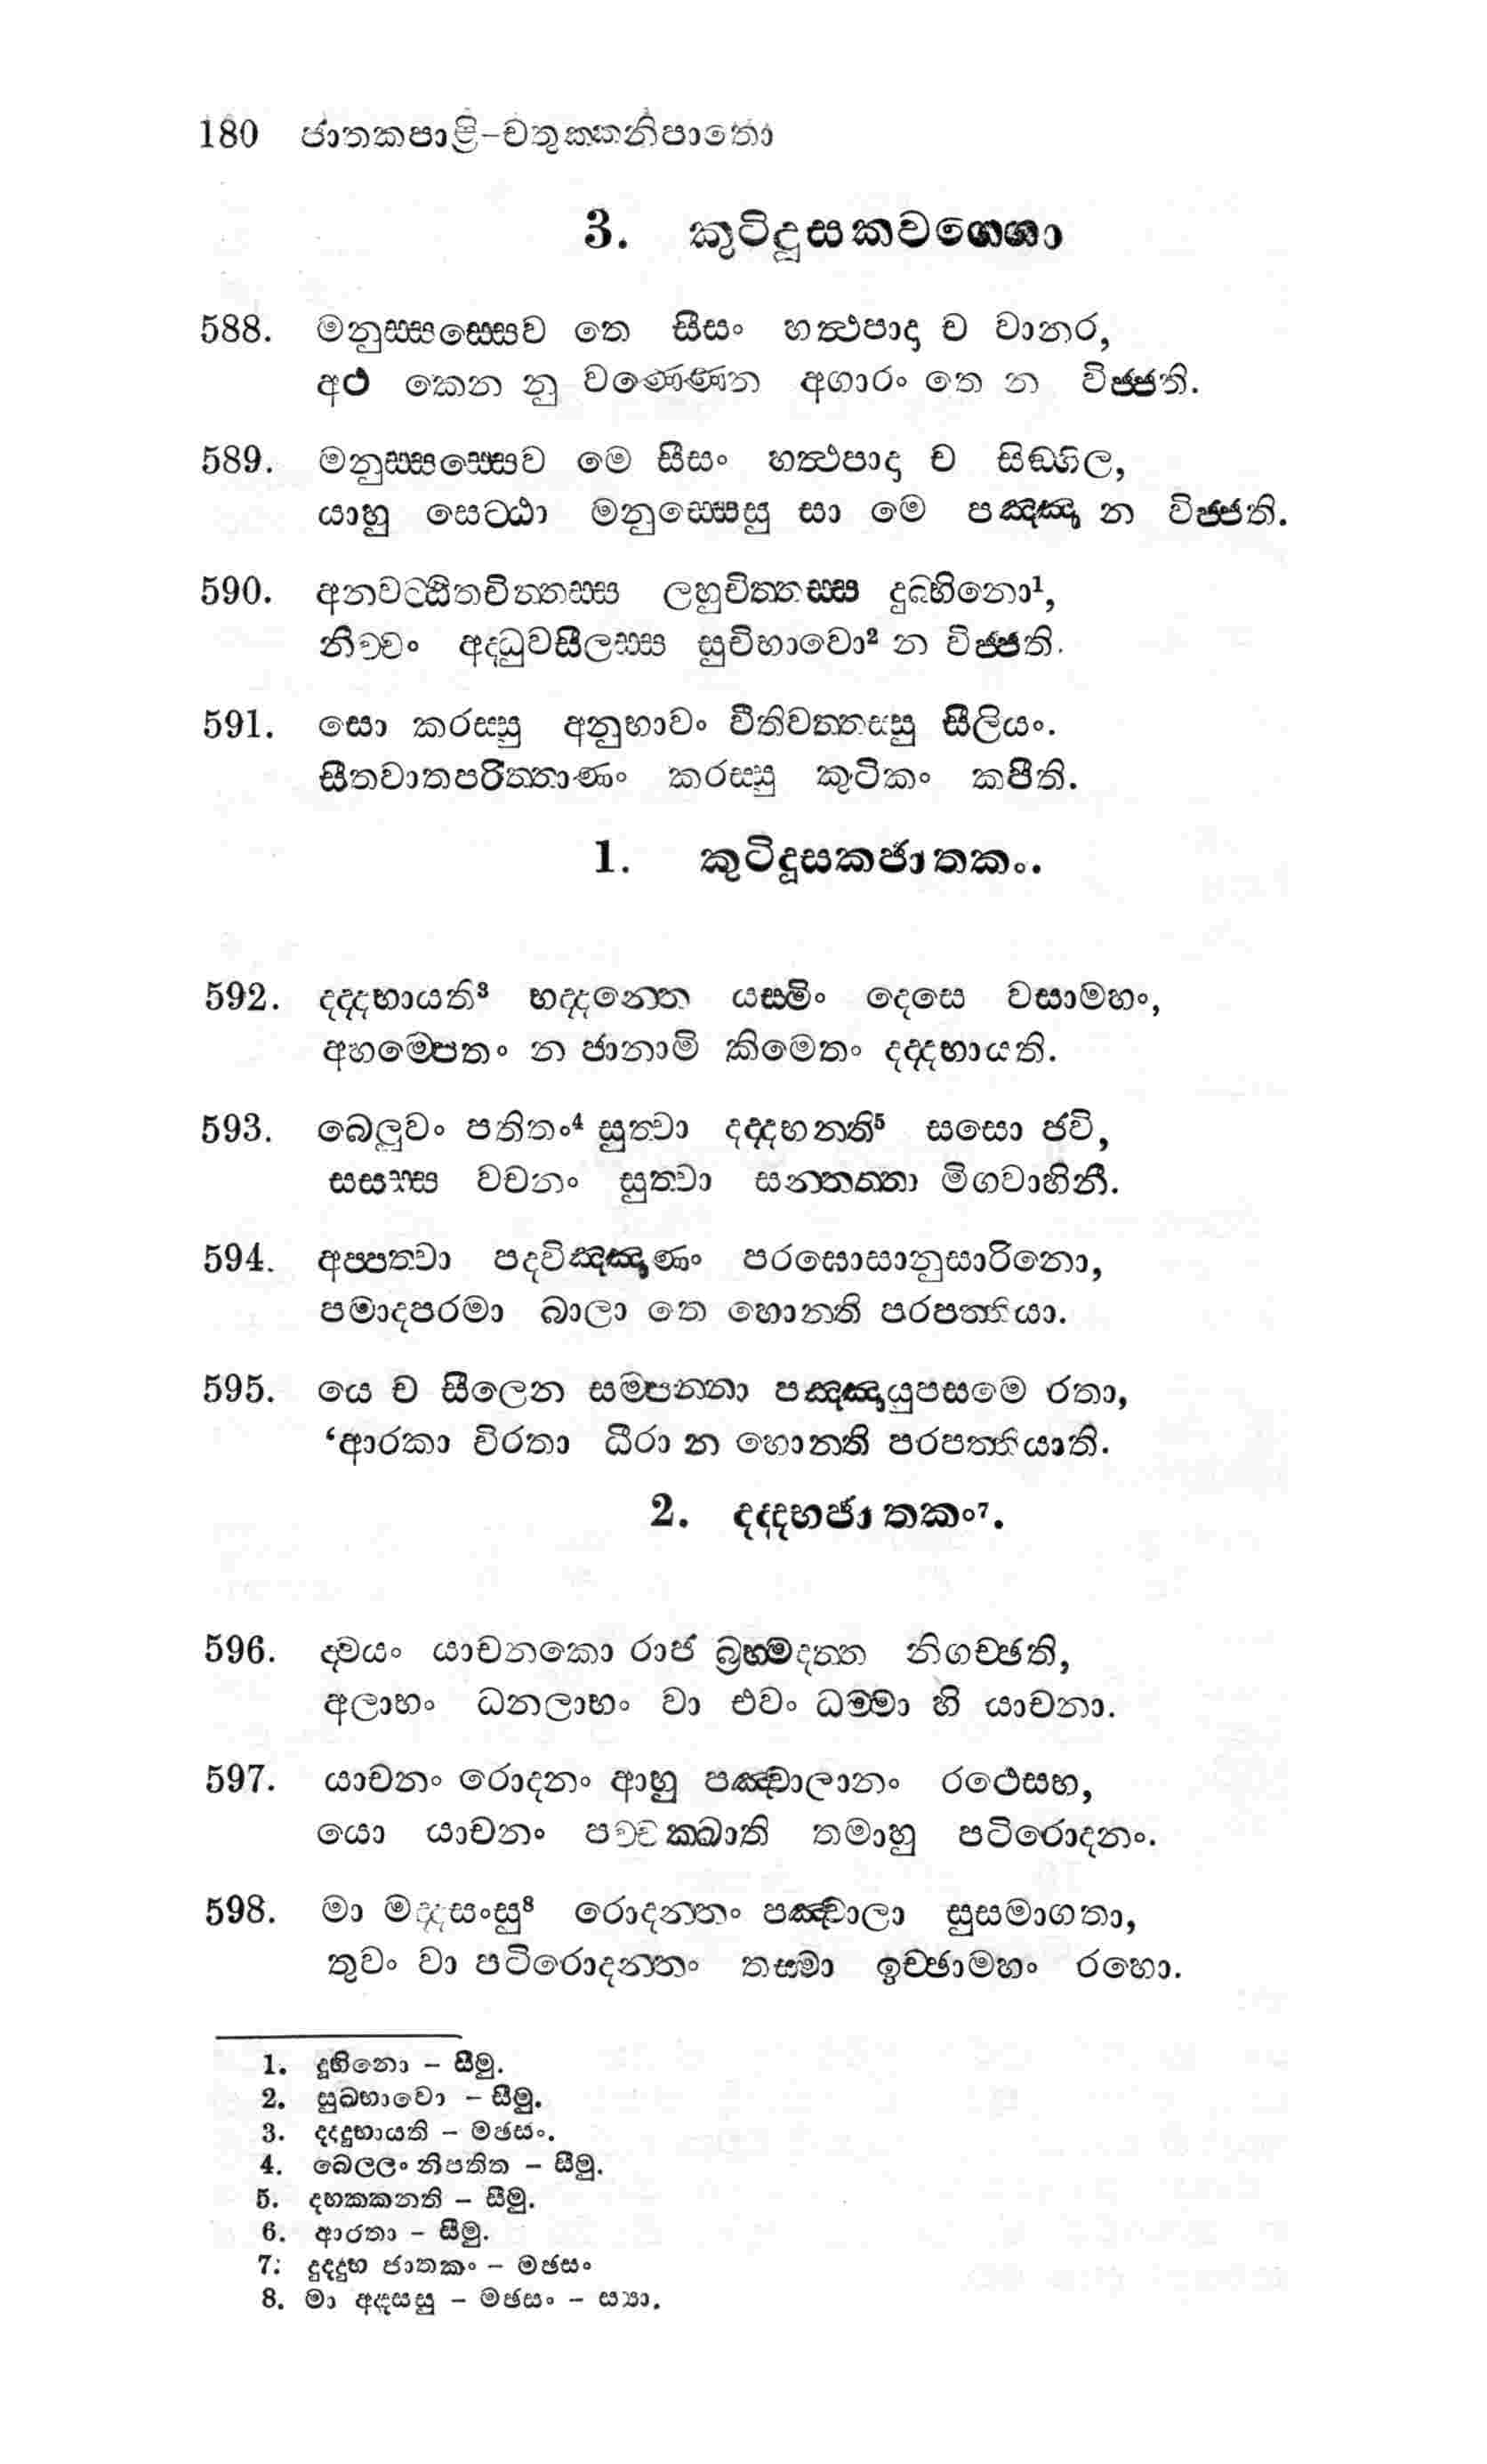 180 ජාතකපාළි-චතුක්කනිපාතො
3. කුටිදූසකවග්ගො
588. මනුස්සස්සෙව තෙ සීසං හත්ථපාදා ච වානර,
අථ කෙන නු වණ්ණෙන අගාරං තෙ න විජ්ජති.
589. මනුස්සස්සෙව මෙ සීසං හත්ථපාදා ච සිඞ්ගිල,
යාහු සෙට්ඨා මනුස්සෙසු සා මෙ පඤ්ඤා න විජ්ජති.
590. අනවට්ඨිතචිත්තස්ස ලහුචිත්තස්ස දුබ්භිනො¹,
නිච්චං අද්ධුවසීලස්ස සුචිභාවො² න විජ්ජති.
591. සො කරස්සු අනුභාවං වීතිවත්තස්සු සීලියං.
සීතවාතපරිත්තාණං කරස්සු කුටිකං කපීති.
1. කුටිදූසකජාතකං.
592. දද්දභායති³ භද්දන්තෙ යස්මිං දෙසෙ වසාමහං,
අහම්පෙතං න ජානාමි කිමෙතං දද්දභායති.
593. බෙලුවං පතිතං⁴ සුත්වා දද්දභන්ති⁵ සසො ජවි,
සසස්ස වචනං සුත්වා සන්තත්තා මිගවාහිනී.
594. අප්පත්වා පදවිඤ්ඤාණං පරඝොසානුසාරිනො,
පමාදපරමා බාලා තෙ හොන්ති පරපත්තියා.
595. යෙ ච සීලෙන සම්පන්නා පඤ්ඤායුපසමෙ රතා,
‘ආරකා විරතා ධීරා න හොන්ති පරපත්තියාති.
2. දද්දභජාතකං⁷.
596. ද්වයං යාචනකො රාජ බ්‍රහ්මදත්ත නිගච්ඡති,
අලාභං ධනලාභං වා එවං ධම්මා හි යාචනා.
597. යාචනං රොදනං ආහු පඤ්චාලානං රථෙසභ,
යො යාචනං පච්චක්ඛාති තමාහු පටිරොදනං.
598. මා මද්දසංසු⁸ රොදන්තං පඤ්චාලා සුසමාගතා,
තුවං වා පටිරොදන්තං තස්මා ඉච්ඡාමහං රහො.
1. දූභිනො - සීමු.
2. සුඛභාවො - සීමු.
3. දද්දුභායති - මඡසං.
4. බෙල්ලං නිපතිත - සීමු.
5. දභක්කන්ති - සීමු.
6. ආරතා - සීමු.
7: දුද්දුභ ජාතකං - මඡසං
8. මා අද්දසසු - මඡසං - ස්‍යා.